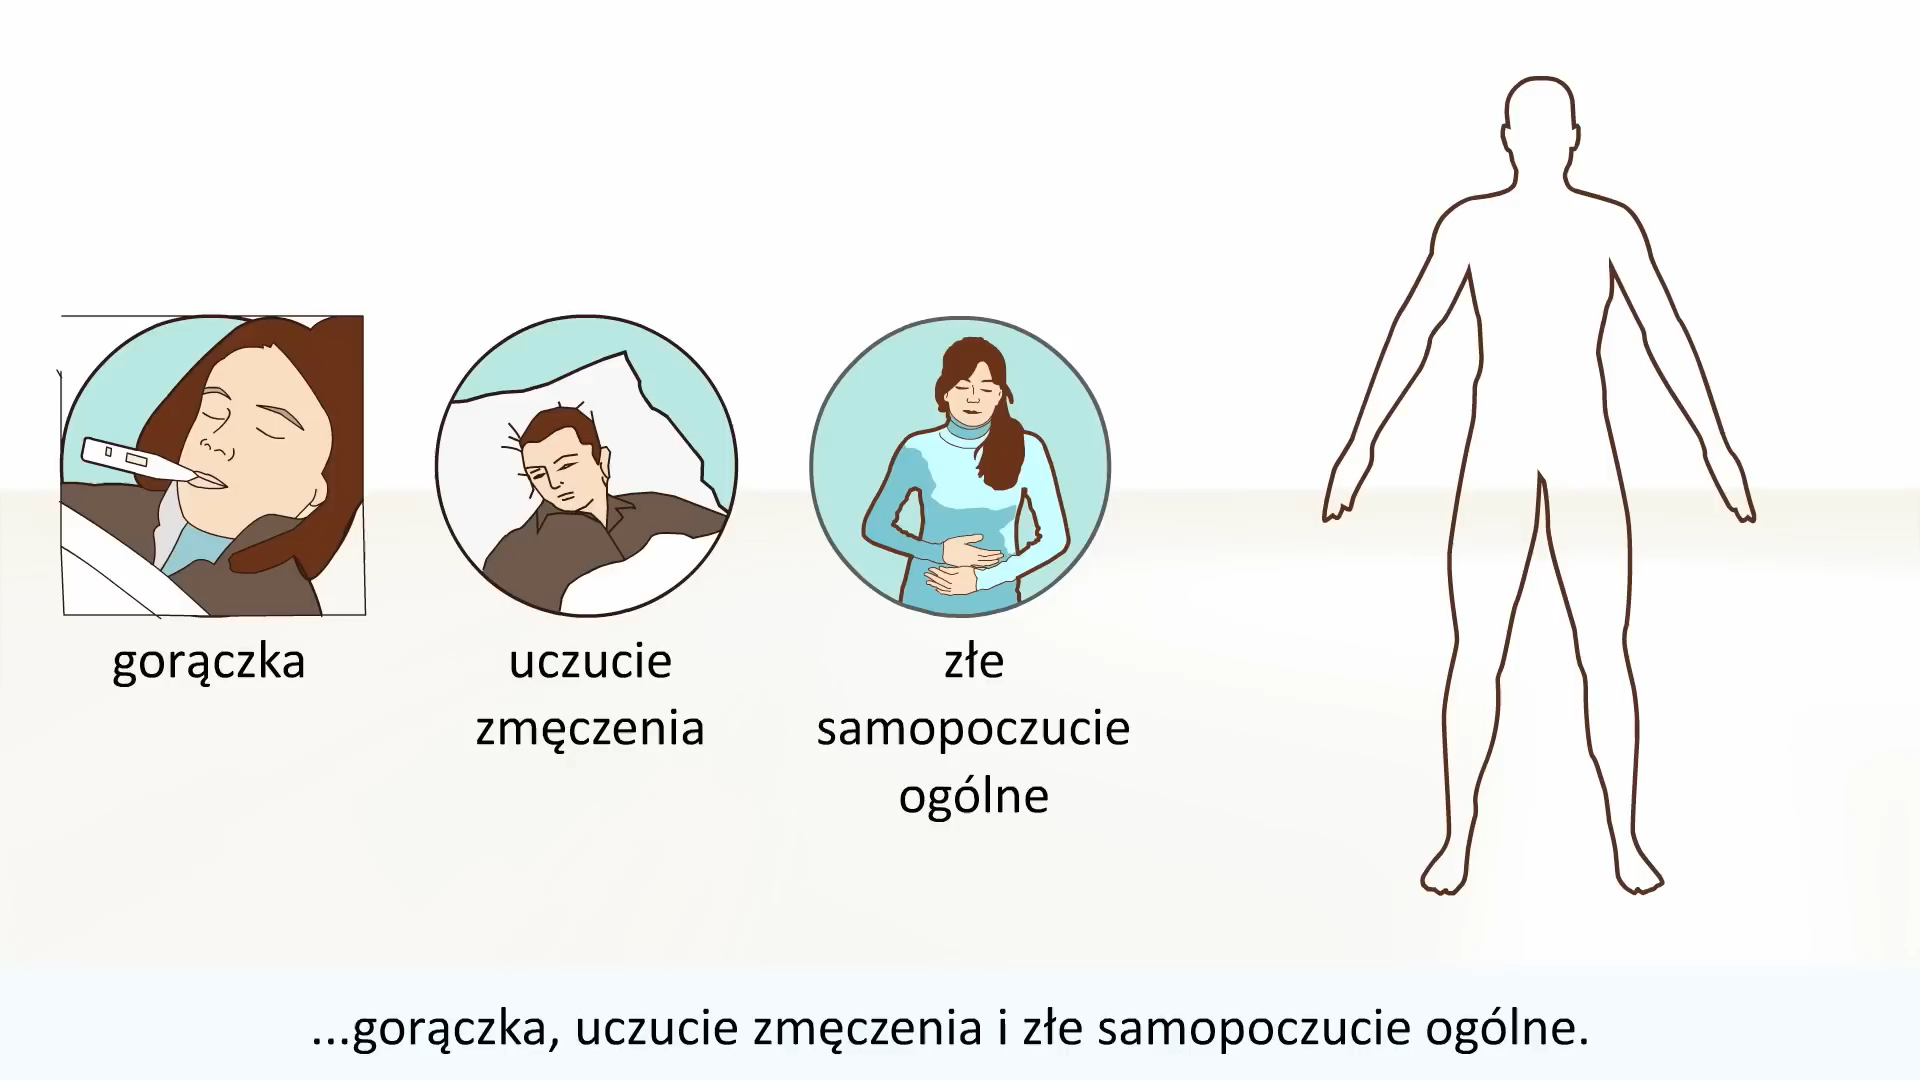 gorączka
uczucie
zmęczenia
złe
samopoczucie
ogólne
...gorączka, uczucie zmęczenia i złe samopoczucie ogólne.